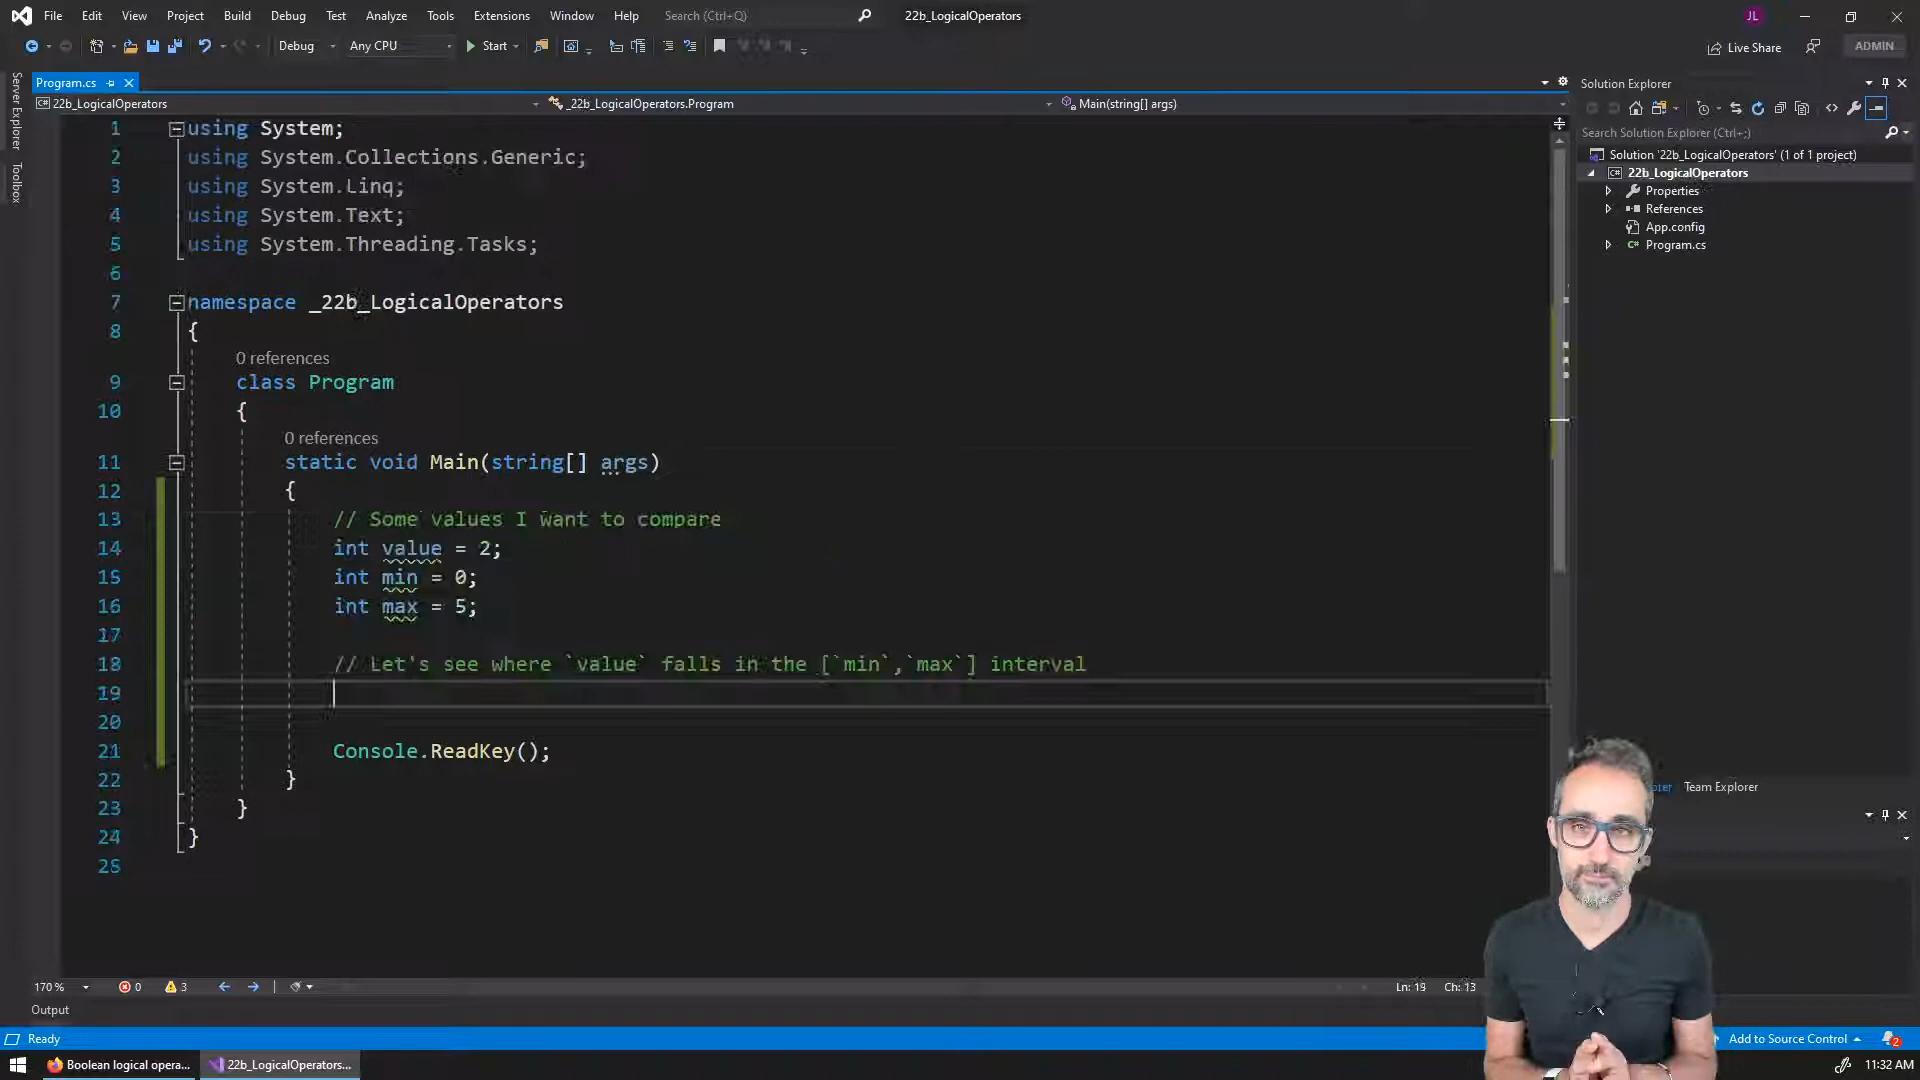 File Edit View Project Build Debug Test Analyze Tools Extensions Window Help Search (Ctrl+Q) 22b_LogicalOperators JL
Debug Any CPU Start Live Share ADMIN
Server Explorer
Toolbox
Program.cs
22b_LogicalOperators _22b_LogicalOperators.Program Main(string[] args)
1 using System;
2 using System.Collections.Generic;
3 using System.Linq;
4 using System.Text;
5 using System.Threading.Tasks;
6
7 namespace _22b_LogicalOperators
8 {
0 references
9 class Program
10 {
0 references
11 static void Main(string[] args)
12 {
13 // Some values I want to compare
14 int value = 2;
15 int min = 0;
16 int max = 5;
17
18 // Let's see where `value` falls in the [`min`,`max`] interval
19
20
21 Console.ReadKey();
22 }
23 }
24 }
25
Solution Explorer
Search Solution Explorer (Ctrl+;)
Solution '22b_LogicalOperators' (1 of 1 project)
22b_LogicalOperators
Properties
References
App.config
C# Program.cs
Team Explorer
170 % 0 3 Ln: 19 Ch: 13
Output
Ready Add to Source Control 2
Boolean logical opera... 22b_LogicalOperators... 11:32 AM